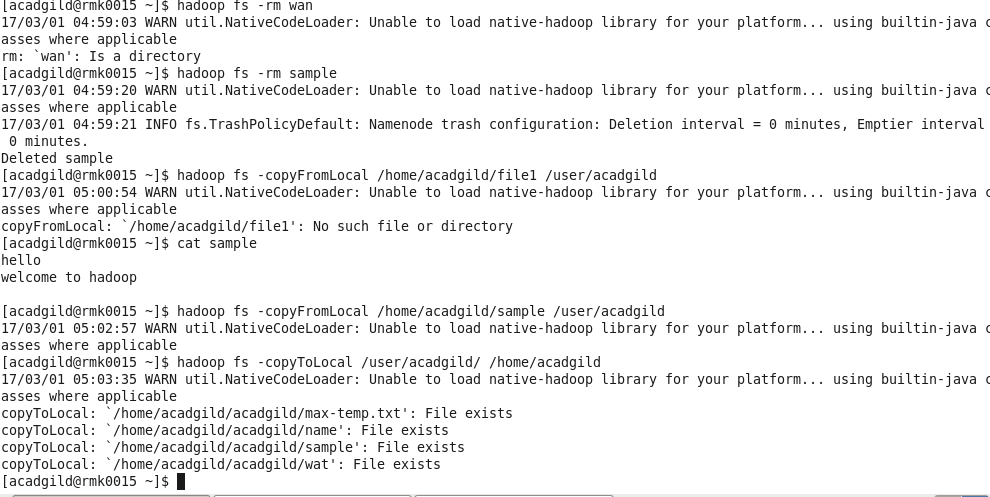 [acadgild@rmk0015 ~]$ hadoop fs -rm wan
17/03/01 04:59:03 WARN util.NativeCodeLoader: Unable to load native-hadoop library for your platform... using builtin-java c
asses where applicable
rm: `wan': Is a directory
[acadgild@rmk0015 ~]$ hadoop fs -rm sample
17/03/01 04:59:20 WARN util.NativeCodeLoader: Unable to load native-hadoop library for your platform... using builtin-java c
asses where applicable
17/03/01 04:59:21 INFO fs.TrashPolicyDefault: Namenode trash configuration: Deletion interval = 0 minutes, Emptier interval
 0 minutes.
Deleted sample
[acadgild@rmk0015 ~]$ hadoop fs -copyFromLocal /home/acadgild/file1 /user/acadgild
17/03/01 05:00:54 WARN util.NativeCodeLoader: Unable to load native-hadoop library for your platform... using builtin-java c
asses where applicable
copyFromLocal: `/home/acadgild/file1': No such file or directory
[acadgild@rmk0015 ~]$ cat sample
hello
welcome to hadoop
[acadgild@rmk0015 ~]$ hadoop fs -copyFromLocal /home/acadgild/sample /user/acadgild
17/03/01 05:02:57 WARN util.NativeCodeLoader: Unable to load native-hadoop library for your platform... using builtin-java c
asses where applicable
[acadgild@rmk0015 ~]$ hadoop fs -copyToLocal /user/acadgild/ /home/acadgild
17/03/01 05:03:35 WARN util.NativeCodeLoader: Unable to load native-hadoop library for your platform... using builtin-java c
asses where applicable
copyToLocal: `/home/acadgild/acadgild/max-temp.txt': File exists
copyToLocal: `/home/acadgild/acadgild/name': File exists
copyToLocal: `/home/acadgild/acadgild/sample': File exists
copyToLocal: `/home/acadgild/acadgild/wat': File exists
[acadgild@rmk0015 ~]$